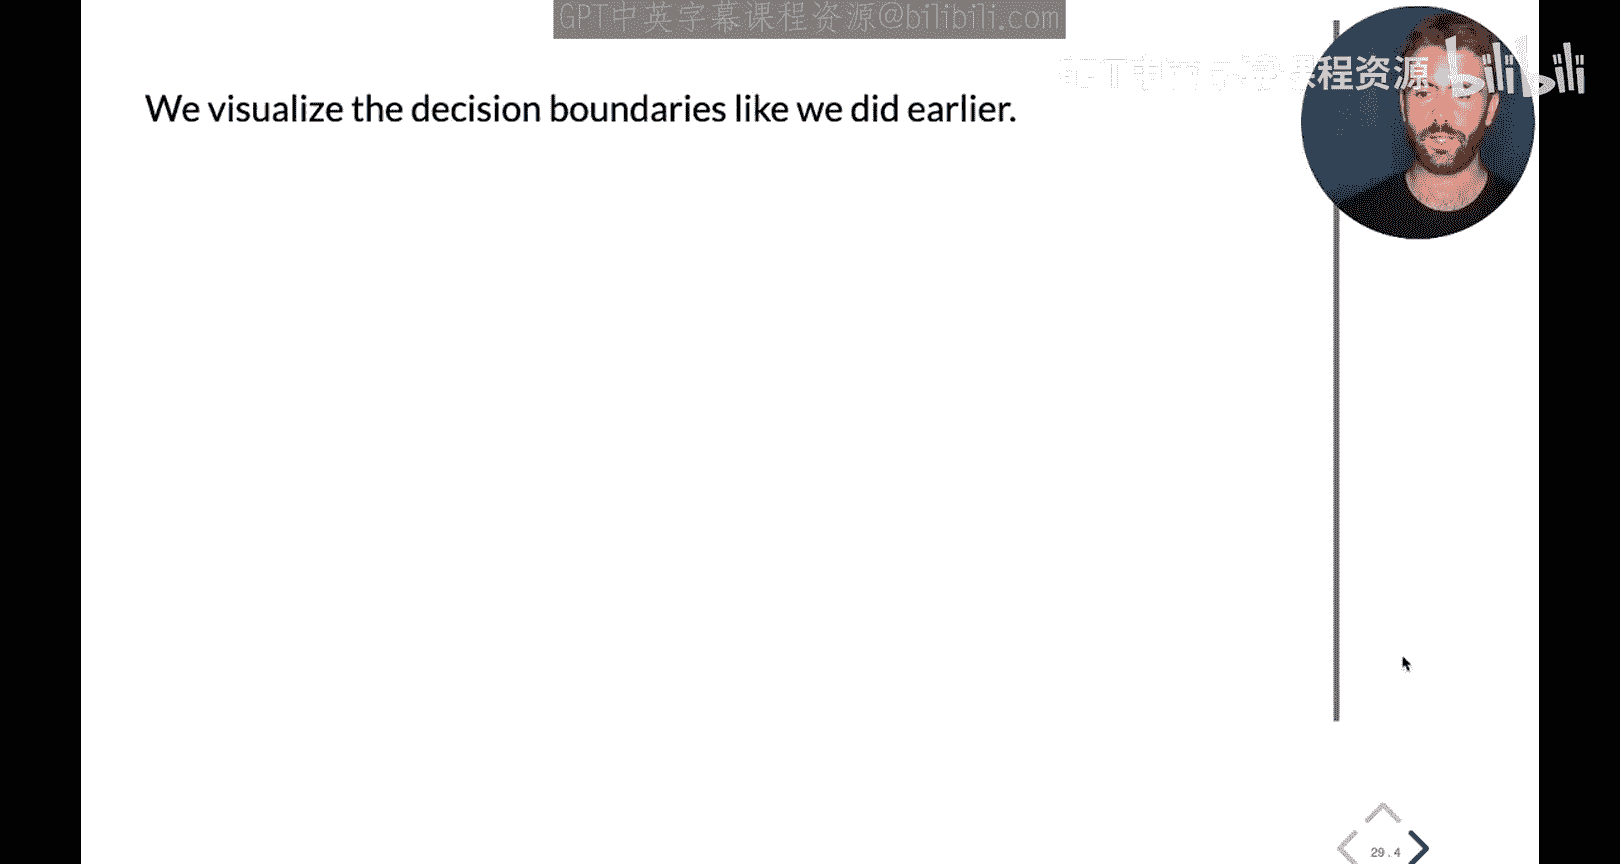 GPT中英字幕课程资源@bilibili.com
课程资源 bilibili
We visualize the decision boundaries like we did earlier.
29.4